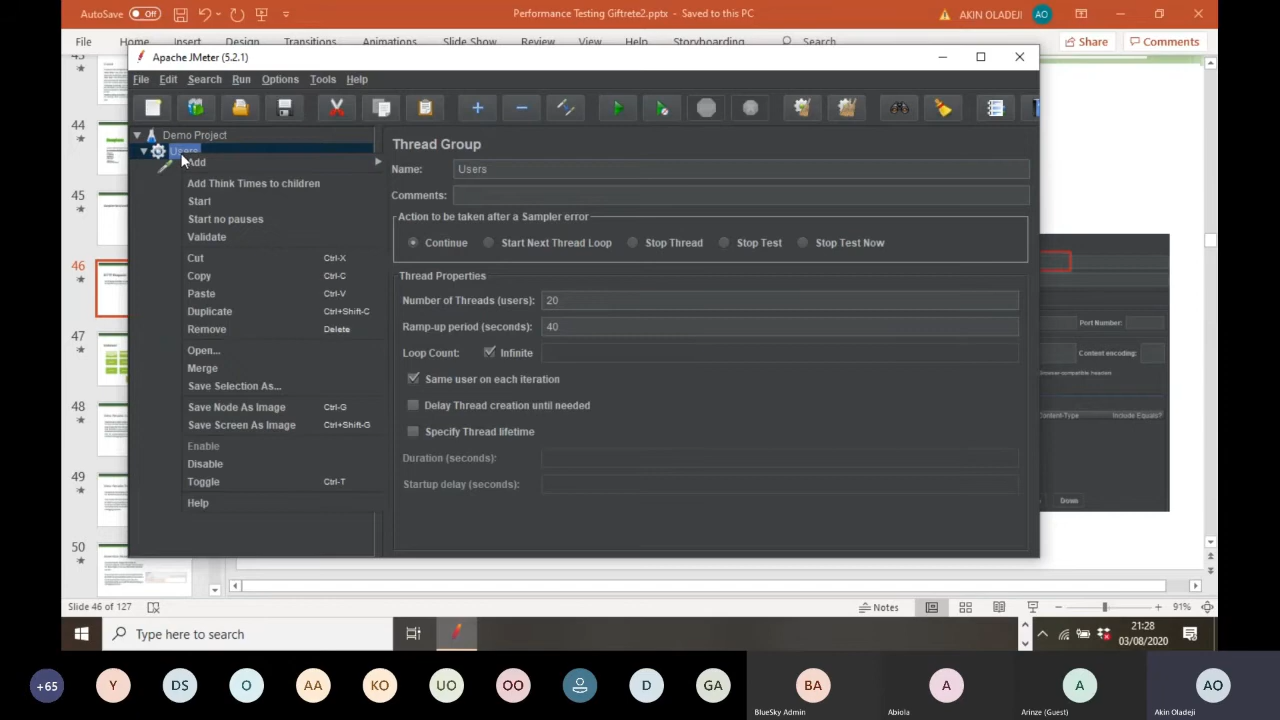 AutoSave Off
Performance Testing Giftrete2.pptx - Saved to this PC
AKIN OLADEJI
AO
File Home Insert Design Transitions Animations Slide Show Review View Help Storyboarding Search
Share
Comments
Apache JMeter (5.2.1)
File Edit Search Run Options Tools Help
Demo Project
Users
Add
Add Think Times to children
Start
Start no pauses
Validate
Cut Ctrl-X
Copy Ctrl-C
Paste Ctrl-V
Duplicate Ctrl+Shift-C
Remove Delete
Open...
Merge
Save Selection As...
Save Node As Image Ctrl-G
Save Screen As Image Ctrl+Shift-G
Enable
Disable
Toggle Ctrl-T
Help
Thread Group
Name: Users
Comments:
Action to be taken after a Sampler error
Continue Start Next Thread Loop Stop Thread Stop Test Stop Test Now
Thread Properties
Number of Threads (users): 20
Ramp-up period (seconds): 40
Loop Count: Infinite
Same user on each iteration
Delay Thread creation until needed
Specify Thread lifetime
Duration (seconds):
Startup delay (seconds):
44
45
46
47
48
49
50
Port Number:
Content encoding:
Browser-compatible headers
Content-Type Include Equals?
Down
Slide 46 of 127
Notes
91%
Type here to search
21:28
03/08/2020
+65 Y DS O AA KO UO OO D GA
BA
BlueSky Admin
A
Abiola
A
Arinze (Guest)
AO
Akin Oladeji